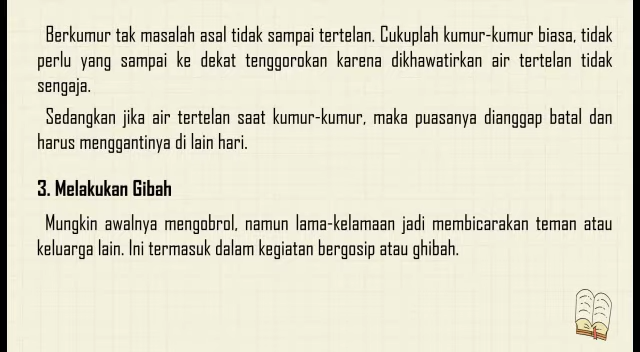 Berkumur tak masalah asal tidak sampai tertelan. Cukuplah kumur-kumur biasa, tidak
perlu yang sampai ke dekat tenggorokan karena dikhawatirkan air tertelan tidak
sengaja.
Sedangkan jika air tertelan saat kumur-kumur, maka puasanya dianggap batal dan
harus menggantinya di lain hari.
3. Melakukan Gibah
Mungkin awalnya mengobrol, namun lama-kelamaan jadi membicarakan teman atau
keluarga lain. Ini termasuk dalam kegiatan bergosip atau ghibah.